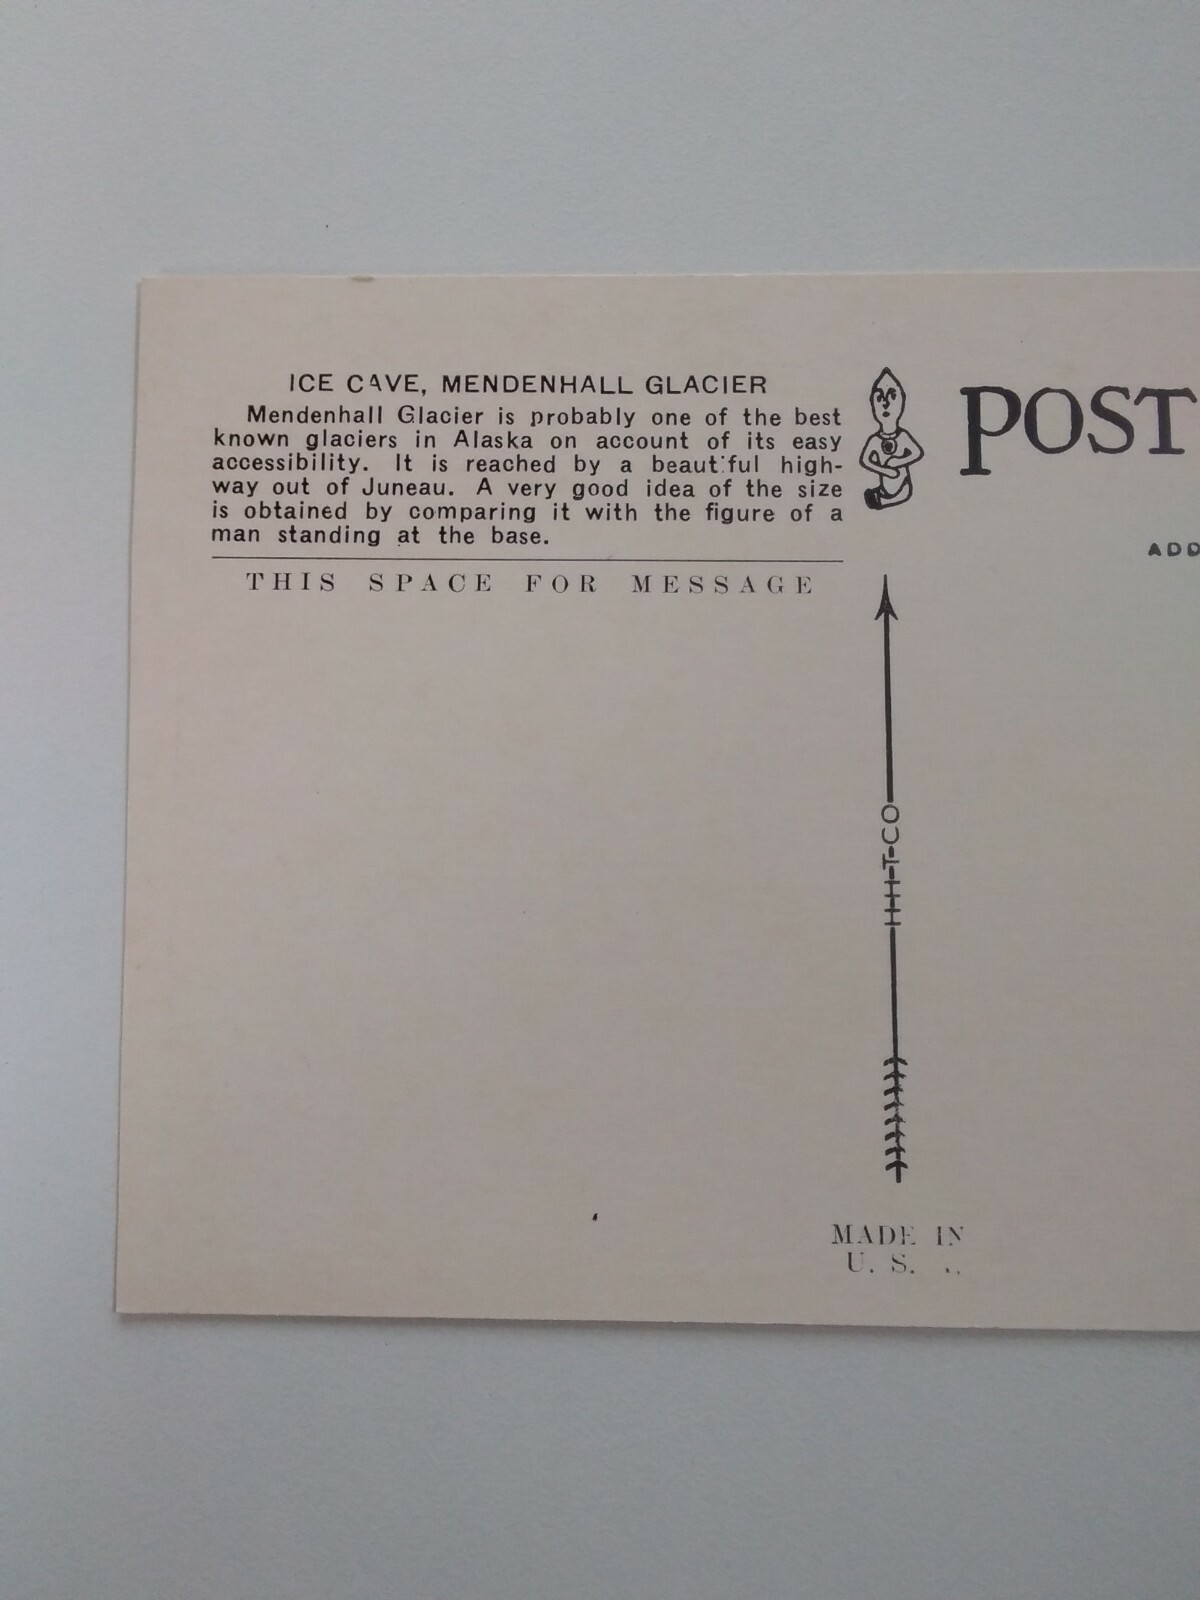 ICE CAVE, MENDENHALL GLACIER
Mendenhall Glacier is probably one of the best
known glaciers in Alaska on account of its easy
accessibility. It is reached by a beautiful high-
way out of Juneau. A very good idea of the size
is obtained by comparing it with the figure of a
man standing at the base.
THIS SPACE FOR MESSAGE
POST
ADD
H-H-T-CO
MADE IN
U. S.